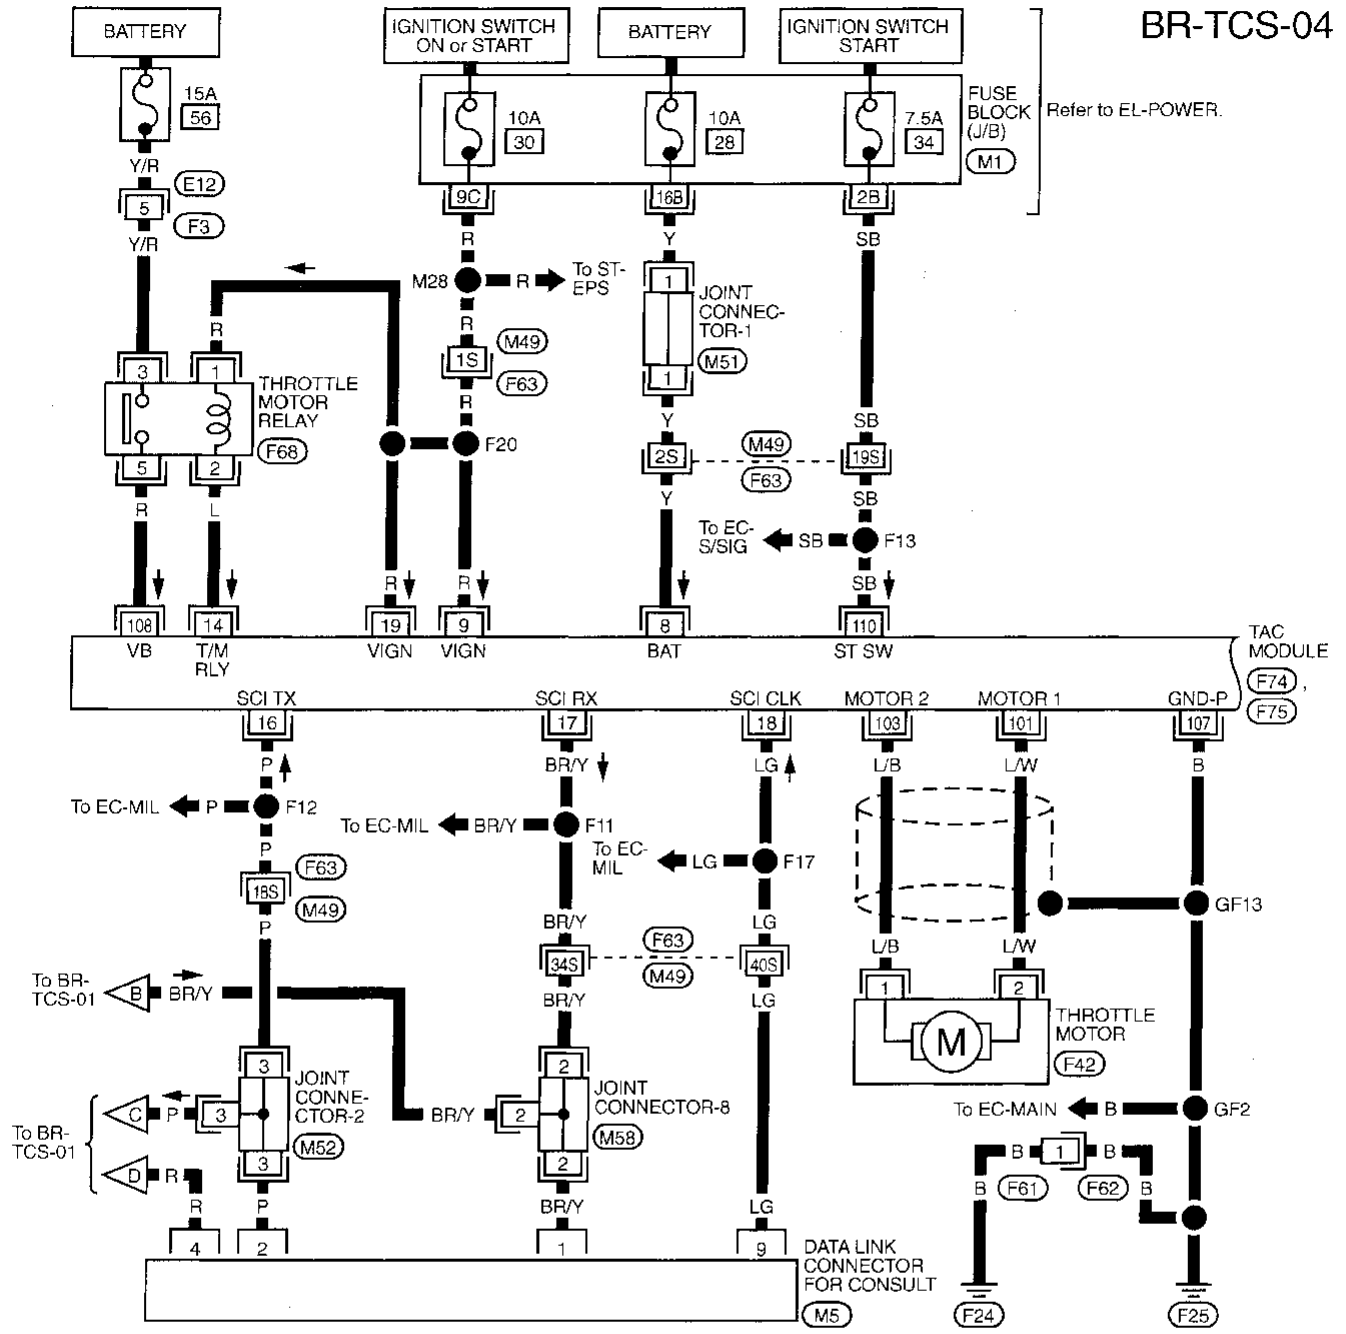 BR-TCS-04
BATTERY
IGNITION SWITCH
ON or START
BATTERY
IGNITION SWITCH
START
15A
56
10A
30
10A
28
7.5A
34
FUSE
BLOCK
(J/B)
M1
Refer to EL-POWER.
Y/R
5
E12
F3
Y/R
9C
16B
2B
R
Y
SB
M28
R
To ST-
EPS
1
JOINT
CONNEC-
TOR-1
M51
1
R
R
1S
M49
F63
R
3
1
THROTTLE
MOTOR
RELAY
F68
5
2
F20
Y
SB
2S
M49
F63
19S
Y
SB
R
L
To EC-
S/SIG
SB
F13
R
R
SB
108
14
19
9
8
110
VB
T/M
RLY
VIGN
VIGN
BAT
ST SW
TAC
MODULE
F74 ,
F75
SCI TX
SCI RX
SCI CLK
MOTOR 2
MOTOR 1
GND-P
16
17
18
103
101
107
P
BR/Y
LG
L/B
L/W
B
To EC-MIL
P
F12
To EC-MIL
BR/Y
F11
To EC-
MIL
LG
F17
P
F63
18S
M49
P
BR/Y
LG
GF13
34S
F63
M49
40S
L/B
L/W
To BR-
TCS-01
B
BR/Y
BR/Y
LG
1
2
THROTTLE
MOTOR
M
F42
3
JOINT
CONNE-
CTOR-2
M52
2
JOINT
CONNECTOR-8
M58
To BR-
TCS-01
C
P
3
BR/Y
2
D
R
3
2
To EC-MAIN
B
GF2
B
1
B
F61
F62
B
B
R
P
BR/Y
LG
4
2
1
9
DATA LINK
CONNECTOR
FOR CONSULT
M5
F24
F25